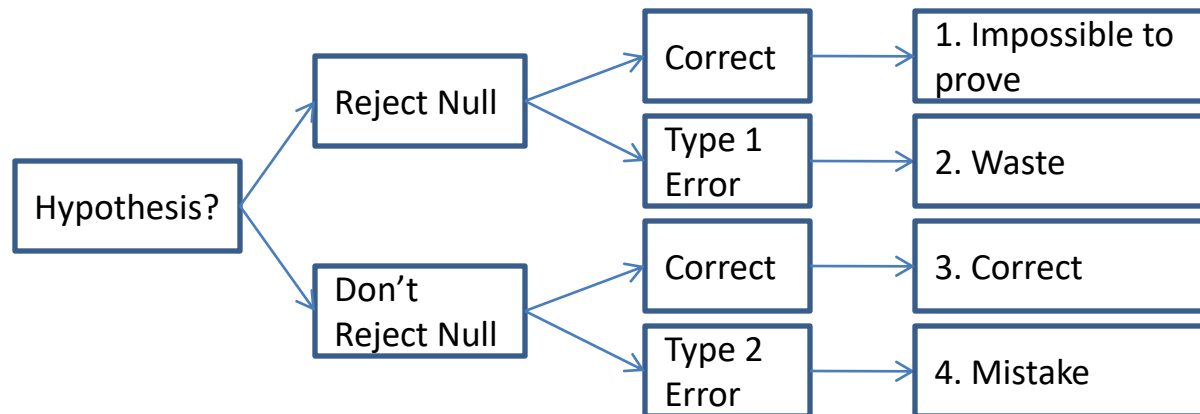 Hypothesis?
Reject Null
Don't
Reject Null
Correct
Type 1
Error
Correct
Type 2
Error
1. Impossible to
prove
2. Waste
3. Correct
4. Mistake